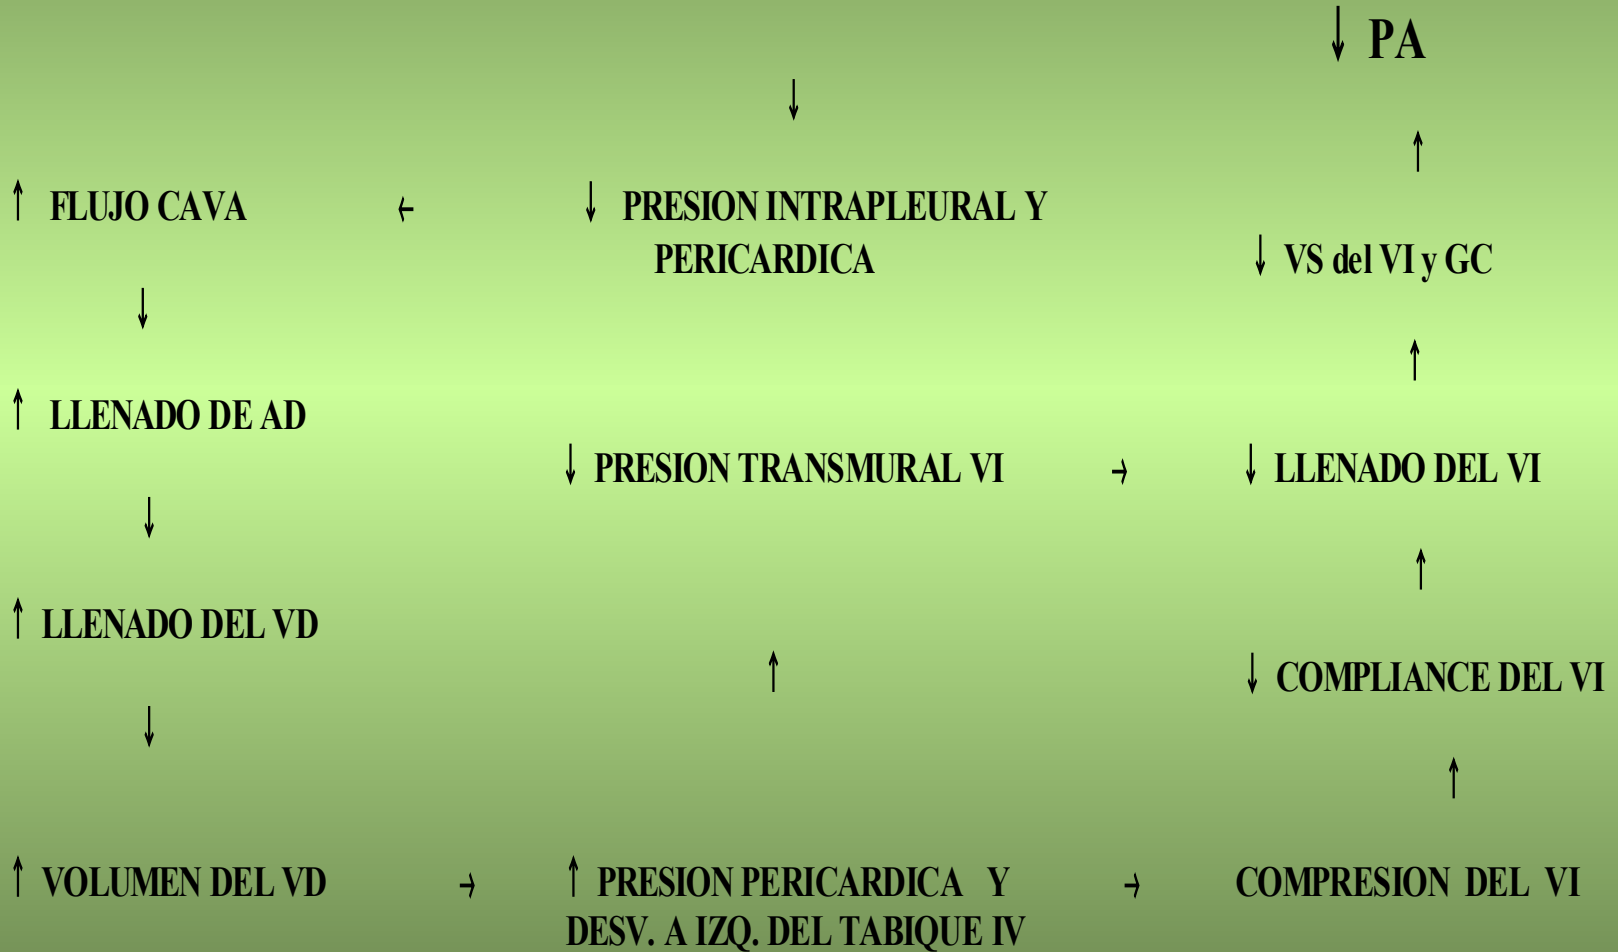 ↓ PA
↓
↑
↑ FLUJO CAVA ← ↓ PRESION INTRAPLEURAL Y
PERICARDICA ↓ VS del VI y GC
↓
↑
↑ LLENADO DE AD
↓ PRESION TRANSMURAL VI → ↓ LLENADO DEL VI
↓
↑
↑ LLENADO DEL VD
↑ ↓ COMPLIANCE DEL VI
↓
↑
↑ VOLUMEN DEL VD → ↑ PRESION PERICARDICA Y → COMPRESION DEL VI
DESV. A IZQ. DEL TABIQUE IV